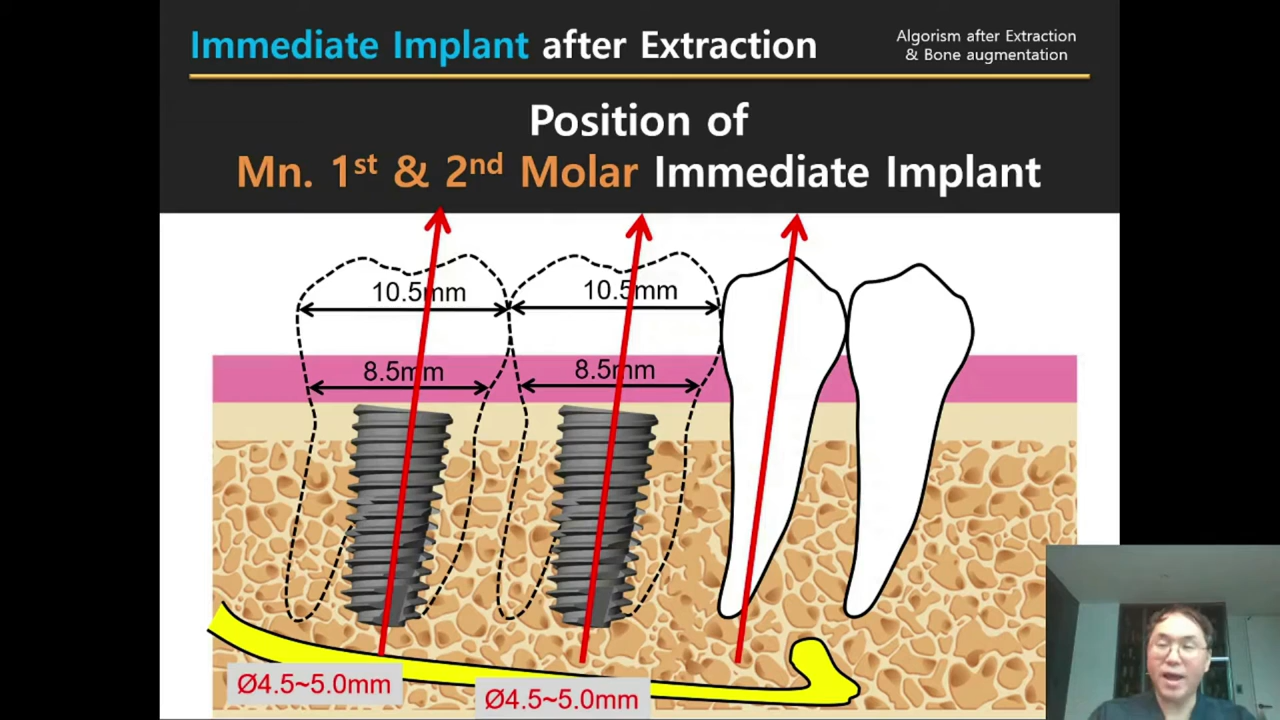 Immediate Implant after Extraction
Algorism after Extraction
& Bone augmentation
Position of
Mn. 1st & 2nd Molar Immediate Implant
10.5mm
10.5mm
8.5mm
8.5mm
Ø4.5~5.0mm
Ø4.5~5.0mm